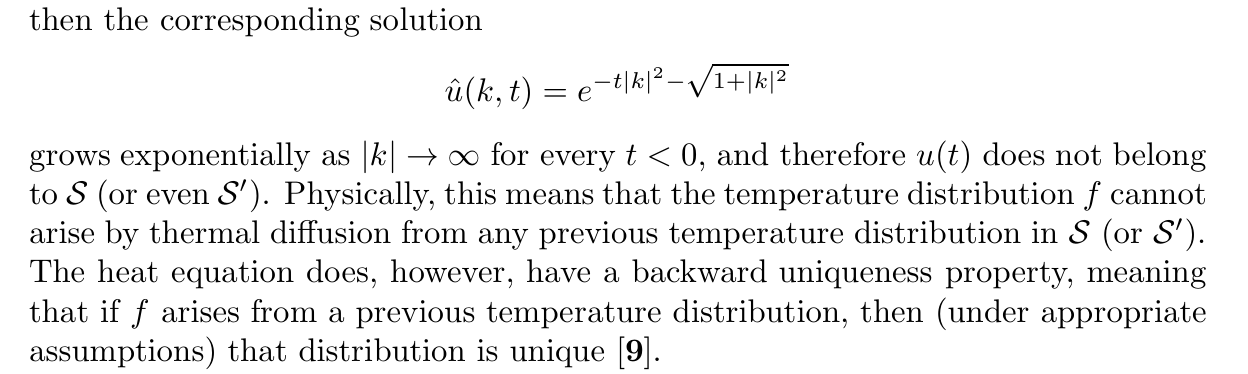 then the corresponding solution
û(k, t) = e^{−t|k|²−√(1+|k|²)}
grows exponentially as |k| → ∞ for every t < 0, and therefore u(t) does not belong
to 𝒮 (or even 𝒮′). Physically, this means that the temperature distribution f cannot
arise by thermal diffusion from any previous temperature distribution in 𝒮 (or 𝒮′).
The heat equation does, however, have a backward uniqueness property, meaning
that if f arises from a previous temperature distribution, then (under appropriate
assumptions) that distribution is unique [9].